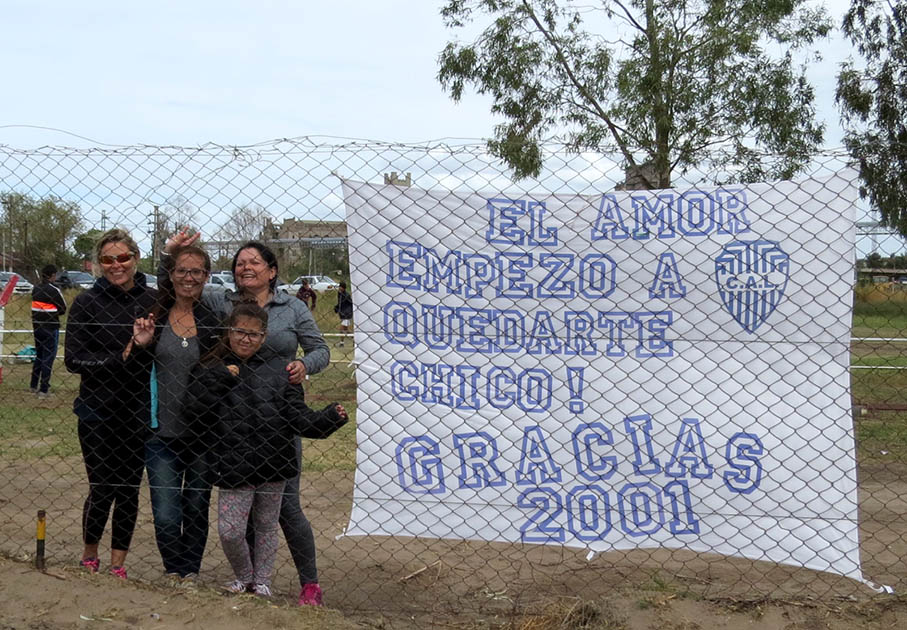 EL AMOR
EMPEZO A
QUEDARTE
CHICO!
GRACIAS
2001
C.A.L.